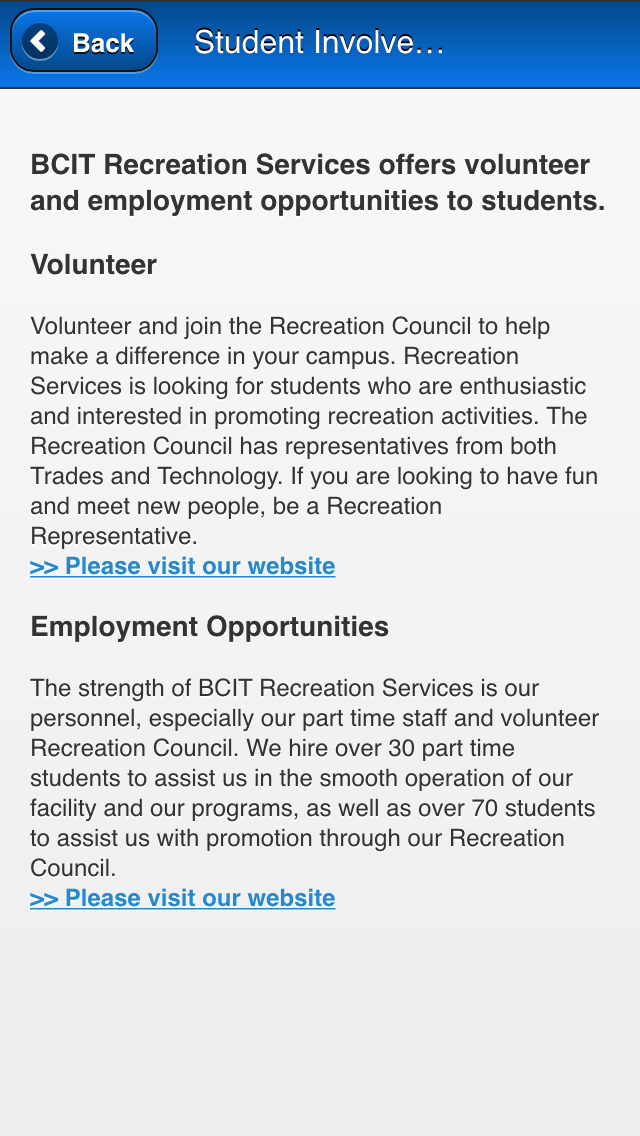 Back
Student Involve...
BCIT Recreation Services offers volunteer
and employment opportunities to students.
Volunteer
Volunteer and join the Recreation Council to help
make a difference in your campus. Recreation
Services is looking for students who are enthusiastic
and interested in promoting recreation activities. The
Recreation Council has representatives from both
Trades and Technology. If you are looking to have fun
and meet new people, be a Recreation
Representative.
>> Please visit our website
Employment Opportunities
The strength of BCIT Recreation Services is our
personnel, especially our part time staff and volunteer
Recreation Council. We hire over 30 part time
students to assist us in the smooth operation of our
facility and our programs, as well as over 70 students
to assist us with promotion through our Recreation
Council.
>> Please visit our website